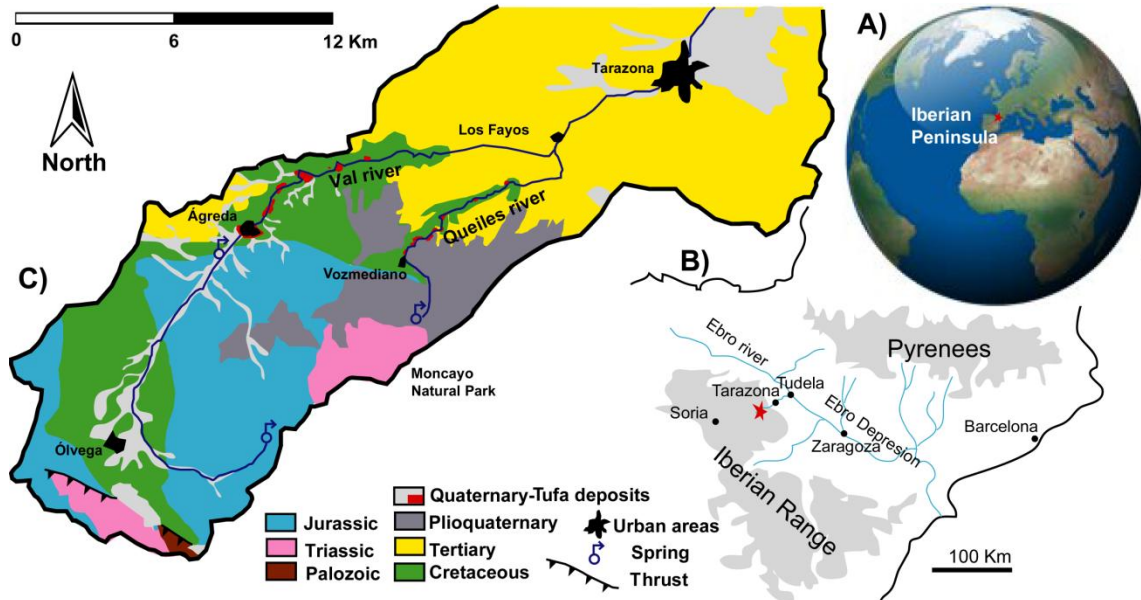 0 6 12 Km
North
A)
Iberian
Peninsula
Tarazona
Los Fayos
Val river
Queiles river
Ágreda
Vozmediano
C)
Moncayo
Natural Park
Ólvega
B)
Ebro river
Pyrenees
Tarazona
Tudela
Soria
Ebro Depresion
Zaragoza
Barcelona
Iberian Range
100 Km
Quaternary-Tufa deposits
Jurassic
Plioquaternary
Urban areas
Triassic
Tertiary
Spring
Palozoic
Cretaceous
Thrust